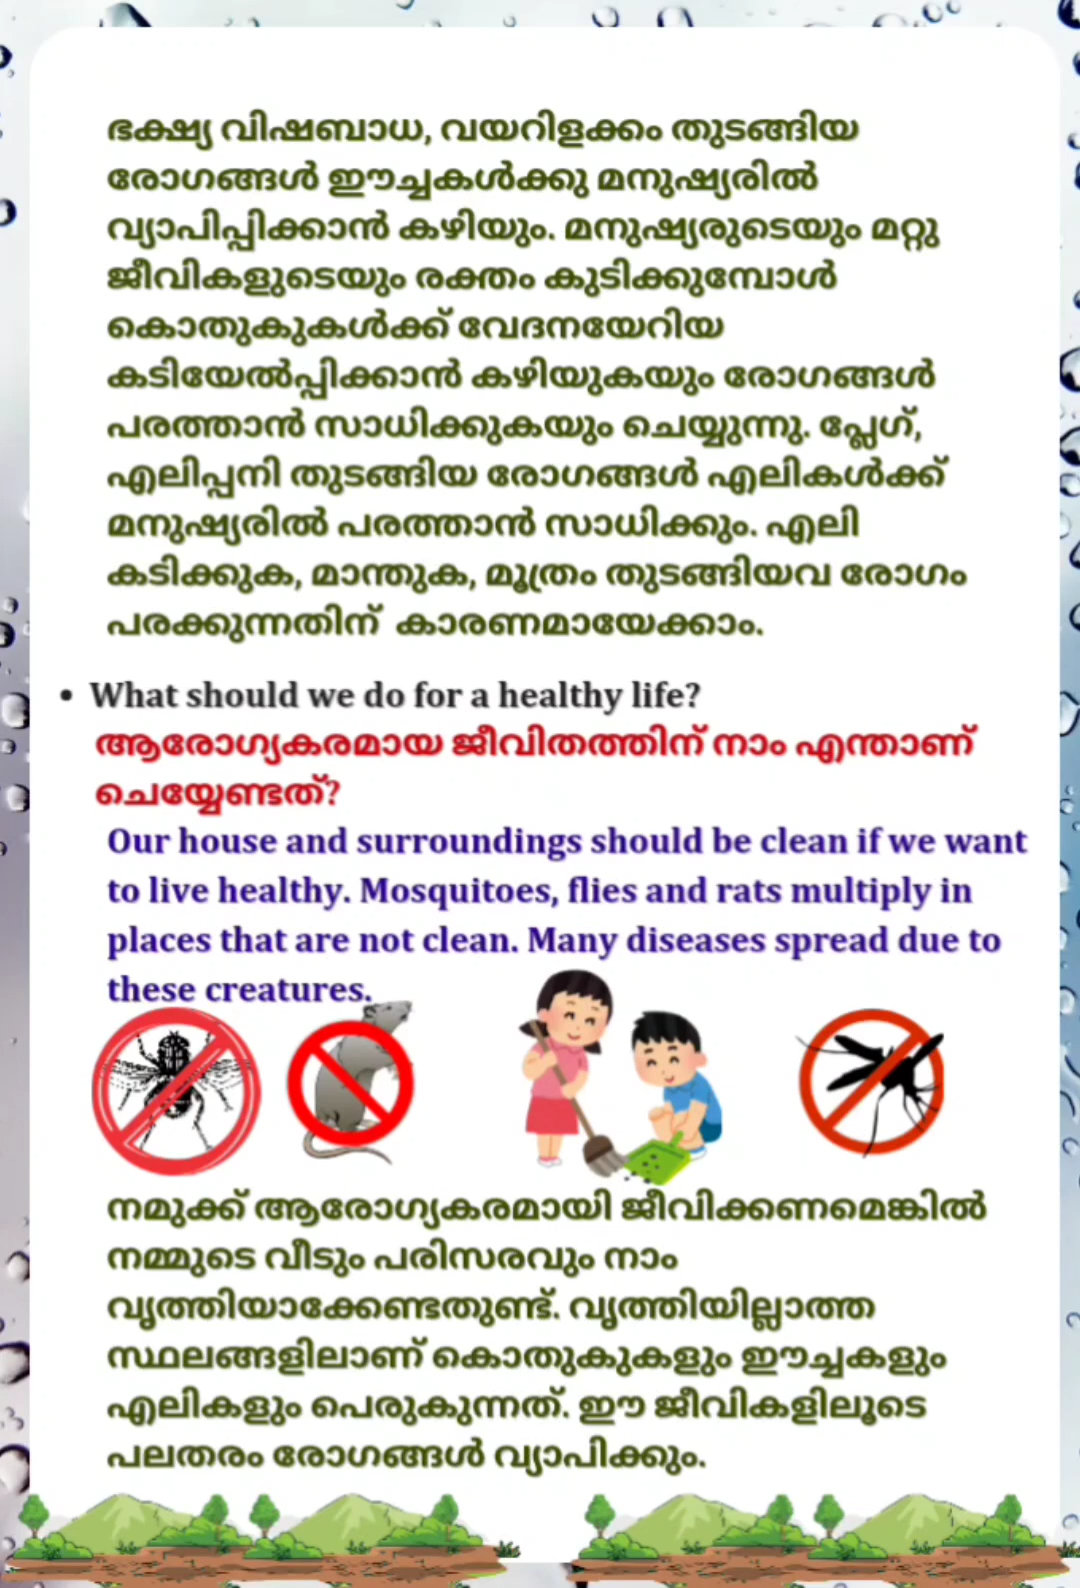 ഭക്ഷ്യ വിഷബാധ, വയറിളക്കം തുടങ്ങിയ
രോഗങ്ങൾ ഈച്ചകൾക്കു മനുഷ്യരിൽ
വ്യാപിപ്പിക്കാൻ കഴിയും. മനുഷ്യരുടെയും മറ്റു
ജീവികളുടെയും രക്തം കുടിക്കുമ്പോൾ
കൊതുകുകൾക്ക് വേദനയേറിയ
കടിയേൽപ്പിക്കാൻ കഴിയുകയും രോഗങ്ങൾ
പരത്താൻ സാധിക്കുകയും ചെയ്യുന്നു. പ്ലേഗ്,
എലിപ്പനി തുടങ്ങിയ രോഗങ്ങൾ എലികൾക്ക്
മനുഷ്യരിൽ പരത്താൻ സാധിക്കും. എലി
കടിക്കുക, മാന്തുക, മൂത്രം തുടങ്ങിയവ രോഗം
പരക്കുന്നതിന് കാരണമായേക്കാം.
• What should we do for a healthy life?
ആരോഗ്യകരമായ ജീവിതത്തിന് നാം എന്താണ്
ചെയ്യേണ്ടത്?
Our house and surroundings should be clean if we want
to live healthy. Mosquitoes, flies and rats multiply in
places that are not clean. Many diseases spread due to
these creatures.
നമുക്ക് ആരോഗ്യകരമായി ജീവിക്കണമെങ്കിൽ
നമ്മുടെ വീടും പരിസരവും നാം
വൃത്തിയാക്കേണ്ടതുണ്ട്. വൃത്തിയില്ലാത്ത
സ്ഥലങ്ങളിലാണ് കൊതുകുകളും ഈച്ചകളും
എലികളും പെരുകുന്നത്. ഈ ജീവികളിലൂടെ
പലതരം രോഗങ്ങൾ വ്യാപിക്കും.